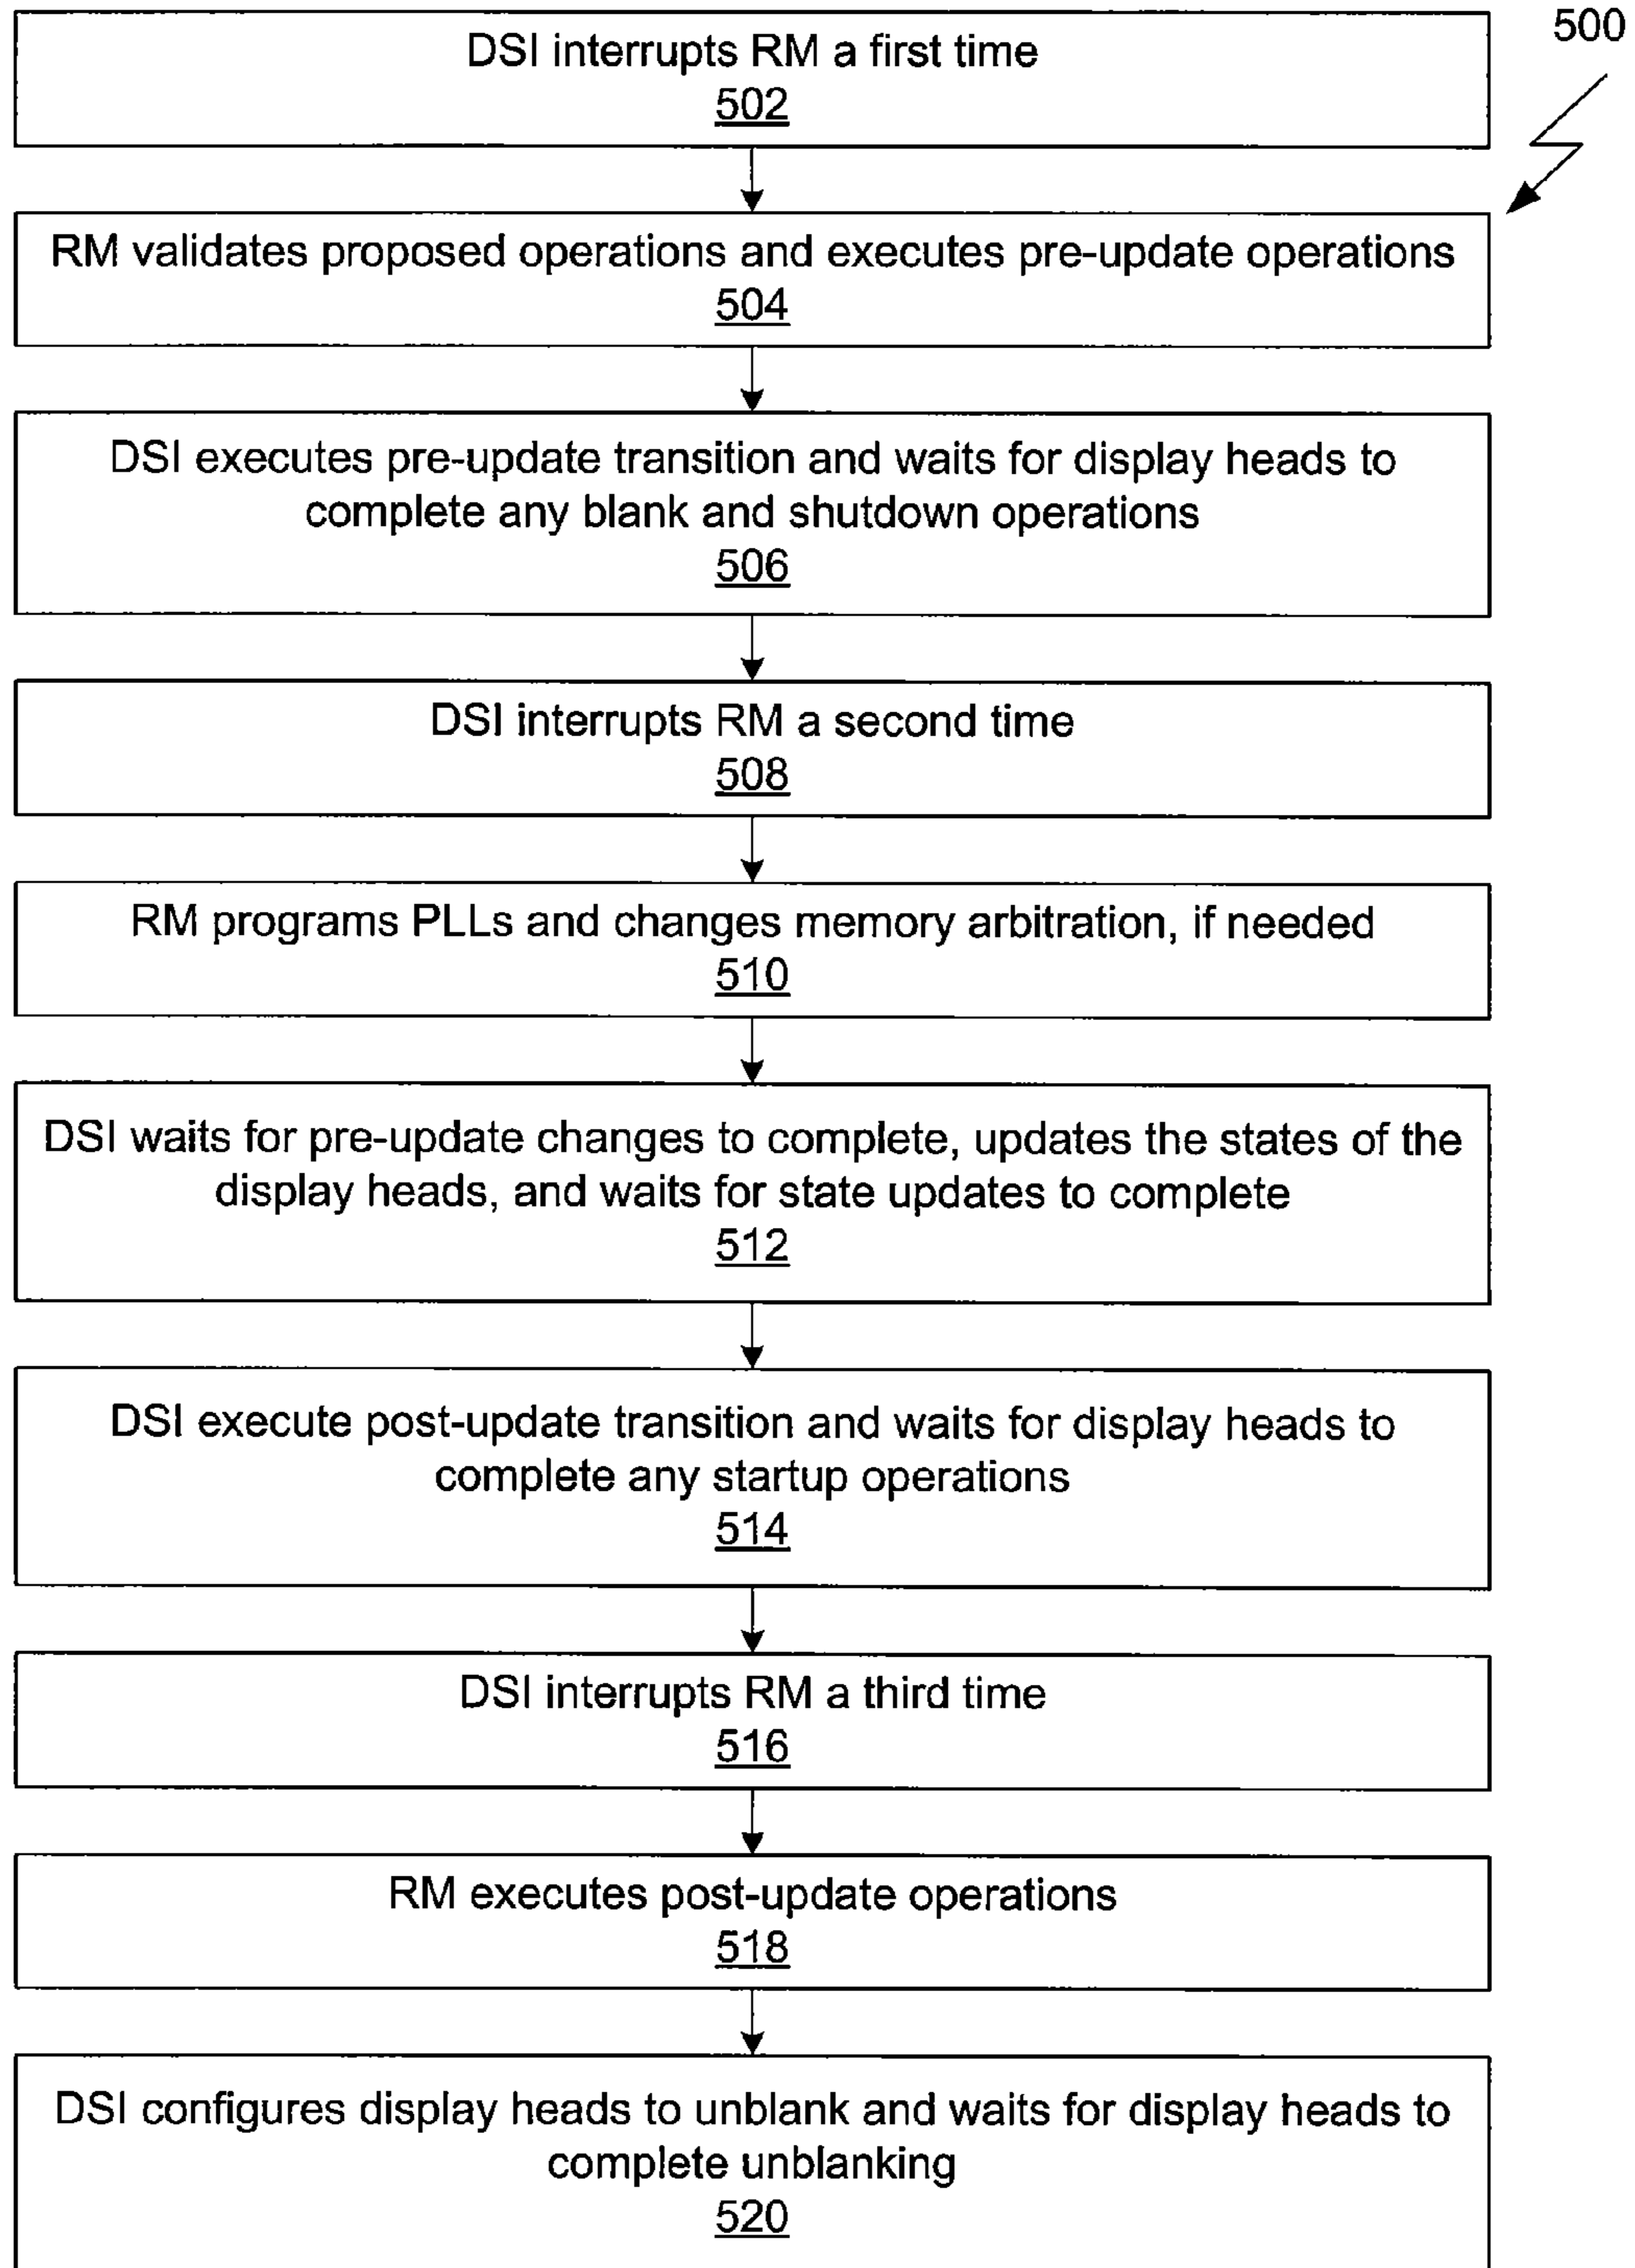 500
DSI interrupts RM a first time
502
RM validates proposed operations and executes pre-update operations
504
DSI executes pre-update transition and waits for display heads to
complete any blank and shutdown operations
506
DSI interrupts RM a second time
508
RM programs PLLs and changes memory arbitration, if needed
510
DSI waits for pre-update changes to complete, updates the states of the
display heads, and waits for state updates to complete
512
DSI execute post-update transition and waits for display heads to
complete any startup operations
514
DSI interrupts RM a third time
516
RM executes post-update operations
518
DSI configures display heads to unblank and waits for display heads to
complete unblanking
520